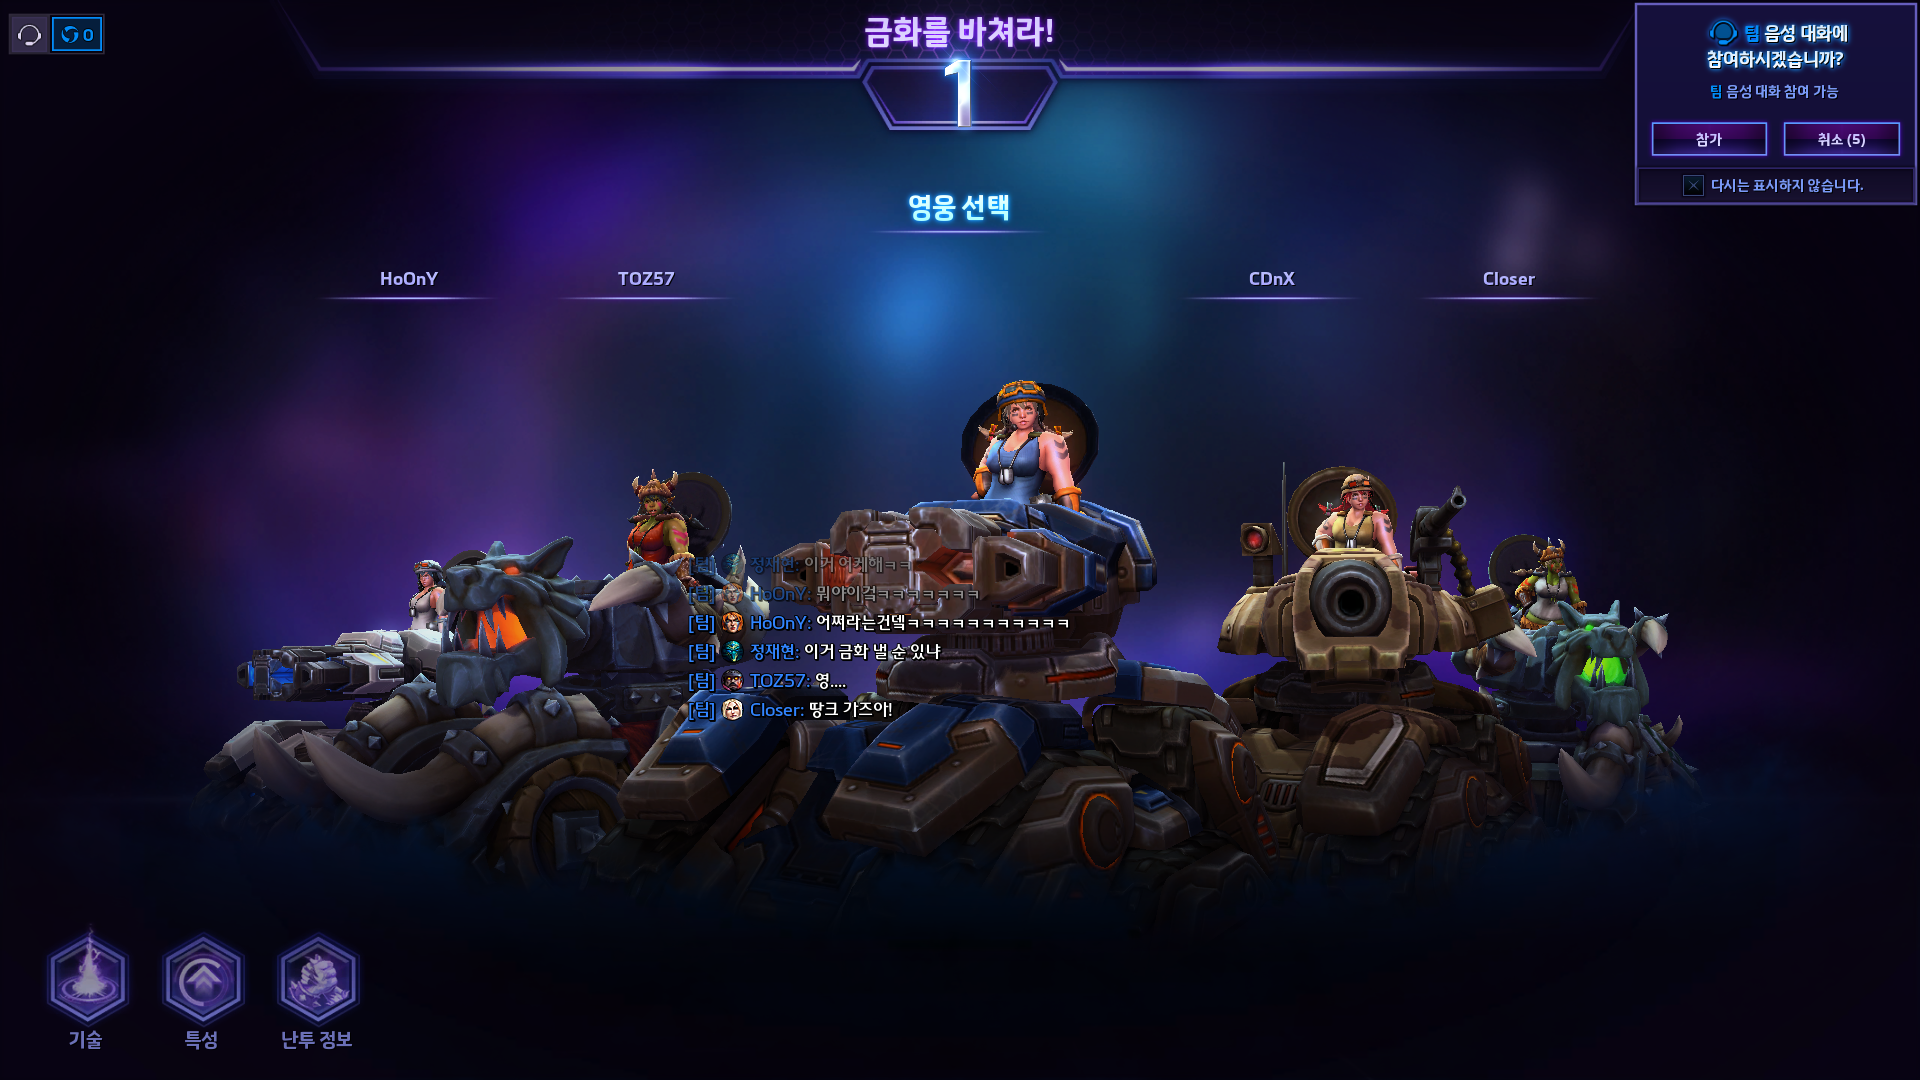 0
금화를 바쳐라!
1
팀 음성 대화에
참여하시겠습니까?
팀 음성 대화 참여 가능
참가
취소 (5)
다시는 표시하지 않습니다.
영웅 선택
HoOnY
TOZ57
CDnX
Closer
[팀] 정재현: 이거 어케해ㅋㅋ
[팀] HoOnY: 뭐야이걸ㅋㅋㅋㅋㅋㅋㅋ
[팀] HoOnY: 어쩌라는건뎈ㅋㅋㅋㅋㅋㅋㅋㅋㅋㅋㅋ
[팀] 정재현: 이거 금화 낼 순 있냐
[팀] TOZ57: 영....
[팀] Closer: 땅크 가즈아!
기술
특성
난투 정보